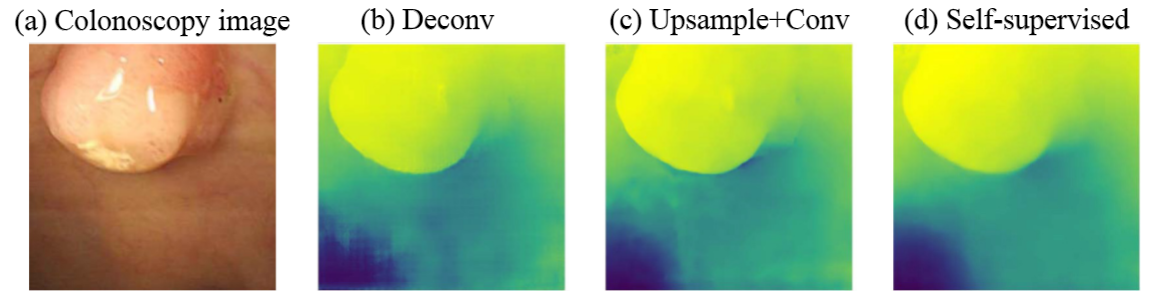 (a) Colonoscopy image (b) Deconv (c) Upsample+Conv (d) Self-supervised